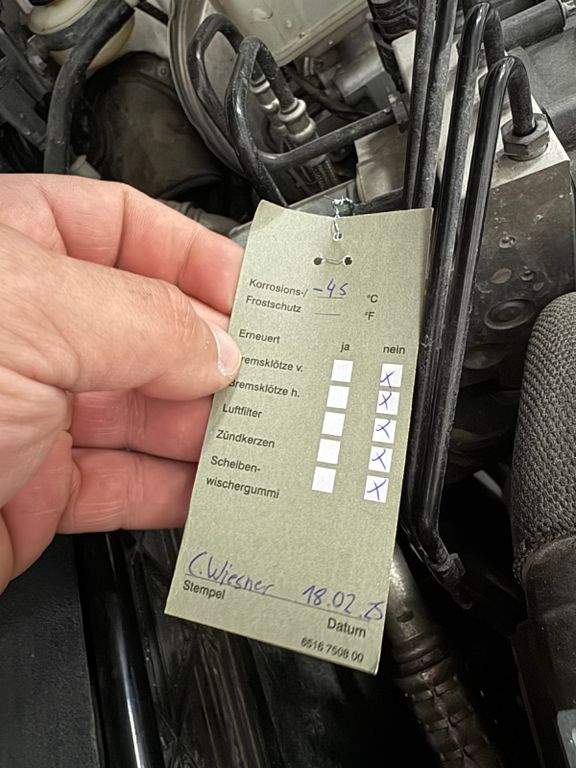 Korrosions-/ -45 °C
Frostschutz °F
Erneuert ja nein
Bremsklötze v. X
Bremsklötze h. X
Luftfilter X
Zündkerzen X
Scheiben-
wischergummi X
C. Wiesner 18.02.25
Stempel Datum
6516 7508 00